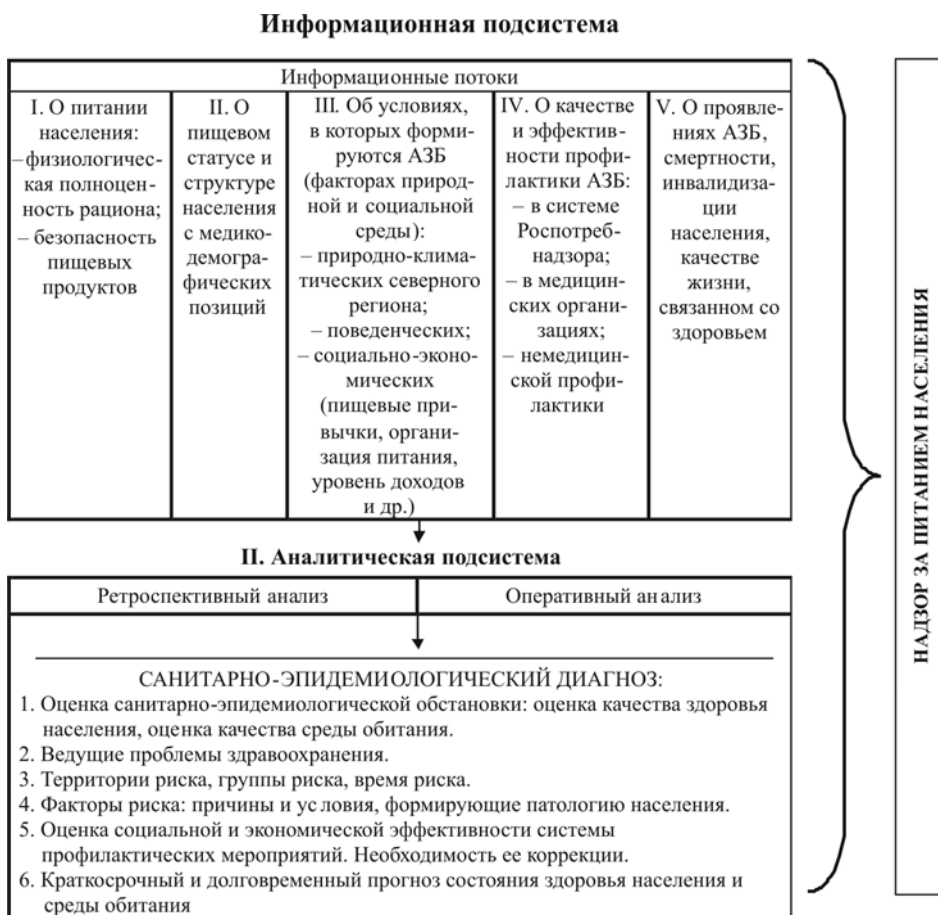 Информационная подсистема
Информационные потоки
I. О питании
населения:
– физиологичес-
кая полноцен-
ность рациона;
– безопасность
пищевых
продуктов
II. О
пищевом
статусе и
структуре
населения
с медико-
демогра-
фических
позиций
III. Об условиях,
в которых форми-
руются АЗБ
(факторах природ-
ной и социальной
среды):
– природно-клима-
тических северного
региона;
– поведенческих;
– социально-эконо-
мических
(пищевые при-
вычки, органи-
зация питания,
уровень доходов
и др.)
IV. О качестве
и эффектив-
ности профи-
лактики АЗБ:
– в системе
Роспотреб-
надзора;
– в медицин-
ских органи-
зациях;
– немедицин-
ской профи-
лактики
V. О проявле-
ниях АЗБ,
смертности,
инвалидиза-
ции
населения,
качестве
жизни,
связанном со
здоровьем
II. Аналитическая подсистема
Ретроспективный анализ
Оперативный анализ
САНИТАРНО-ЭПИДЕМИОЛОГИЧЕСКИЙ ДИАГНОЗ:
1. Оценка санитарно-эпидемиологической обстановки: оценка качества здоровья
населения, оценка качества среды обитания.
2. Ведущие проблемы здравоохранения.
3. Территории риска, группы риска, время риска.
4. Факторы риска: причины и условия, формирующие патологию населения.
5. Оценка социальной и экономической эффективности системы
профилактических мероприятий. Необходимость ее коррекции.
6. Краткосрочный и долговременный прогноз состояния здоровья населения и
среды обитания
НАДЗОР ЗА ПИТАНИЕМ НАСЕЛЕНИЯ